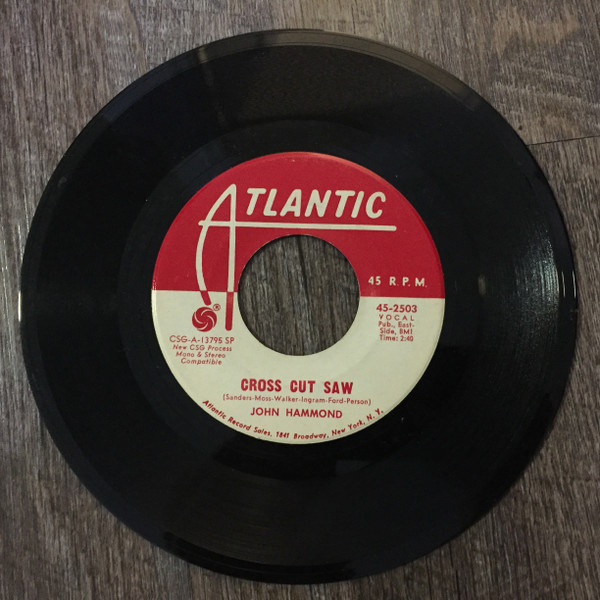 ATLANTIC
45 R.P.M.
45-2503
VOCAL
Pub., East-
Side, BMI
Time: 2:40
CSG-A-13795 SP
New CSG Process
Mono & Stereo
Compatible
CROSS CUT SAW
(Sanders-Moss-Walker-Ingram-Ford-Person)
JOHN HAMMOND
Atlantic Record Sales, 1841 Broadway, New York, N. Y.